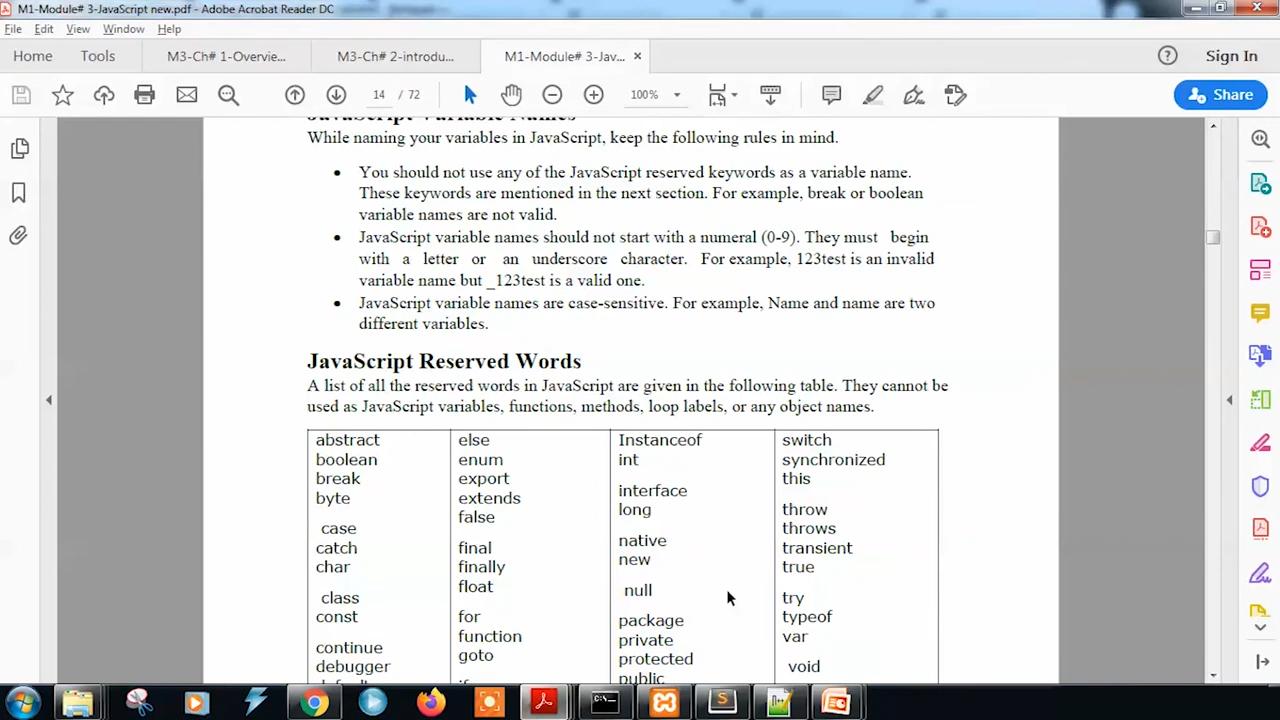 M1-Module# 3-JavaScript new.pdf - Adobe Acrobat Reader DC
File Edit View Window Help
Home Tools M3-Ch# 1-Overvie... M3-Ch# 2-introdu... M1-Module# 3-Jav... ×
Sign In
14 / 72 100% Share
JavaScript Variable Names
While naming your variables in JavaScript, keep the following rules in mind.
• You should not use any of the JavaScript reserved keywords as a variable name.
These keywords are mentioned in the next section. For example, break or boolean
variable names are not valid.
• JavaScript variable names should not start with a numeral (0-9). They must begin
with a letter or an underscore character. For example, 123test is an invalid
variable name but _123test is a valid one.
• JavaScript variable names are case-sensitive. For example, Name and name are two
different variables.
JavaScript Reserved Words
A list of all the reserved words in JavaScript are given in the following table. They cannot be
used as JavaScript variables, functions, methods, loop labels, or any object names.
abstract
boolean
break
byte
case
catch
char
class
const
continue
debugger
else
enum
export
extends
false
final
finally
float
for
function
goto
if
Instanceof
int
interface
long
native
new
null
package
private
protected
public
switch
synchronized
this
throw
throws
transient
true
try
typeof
var
void